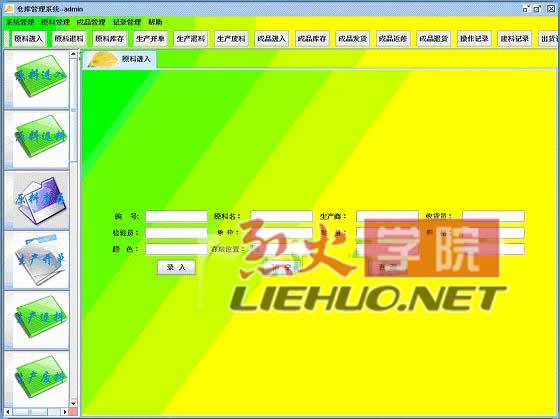 仓库管理系统--admin
系统管理 原料管理 成品管理 记录管理 帮助
原料进入 原料退料 原料库存 生产开单 生产退料 生产废料 成品进入 成品库存 成品发货 成品返修 成品退货 操作记录 废料记录 出货
原料进入
原料进入
原料退料
原料库存
生产开单
生产退料
生产废料
编 号： 原料名： 生产商： 收货员：
检验员： 单 价：
颜 色： 存放位置：
录 入
烈火学院
LIEHUO.NET